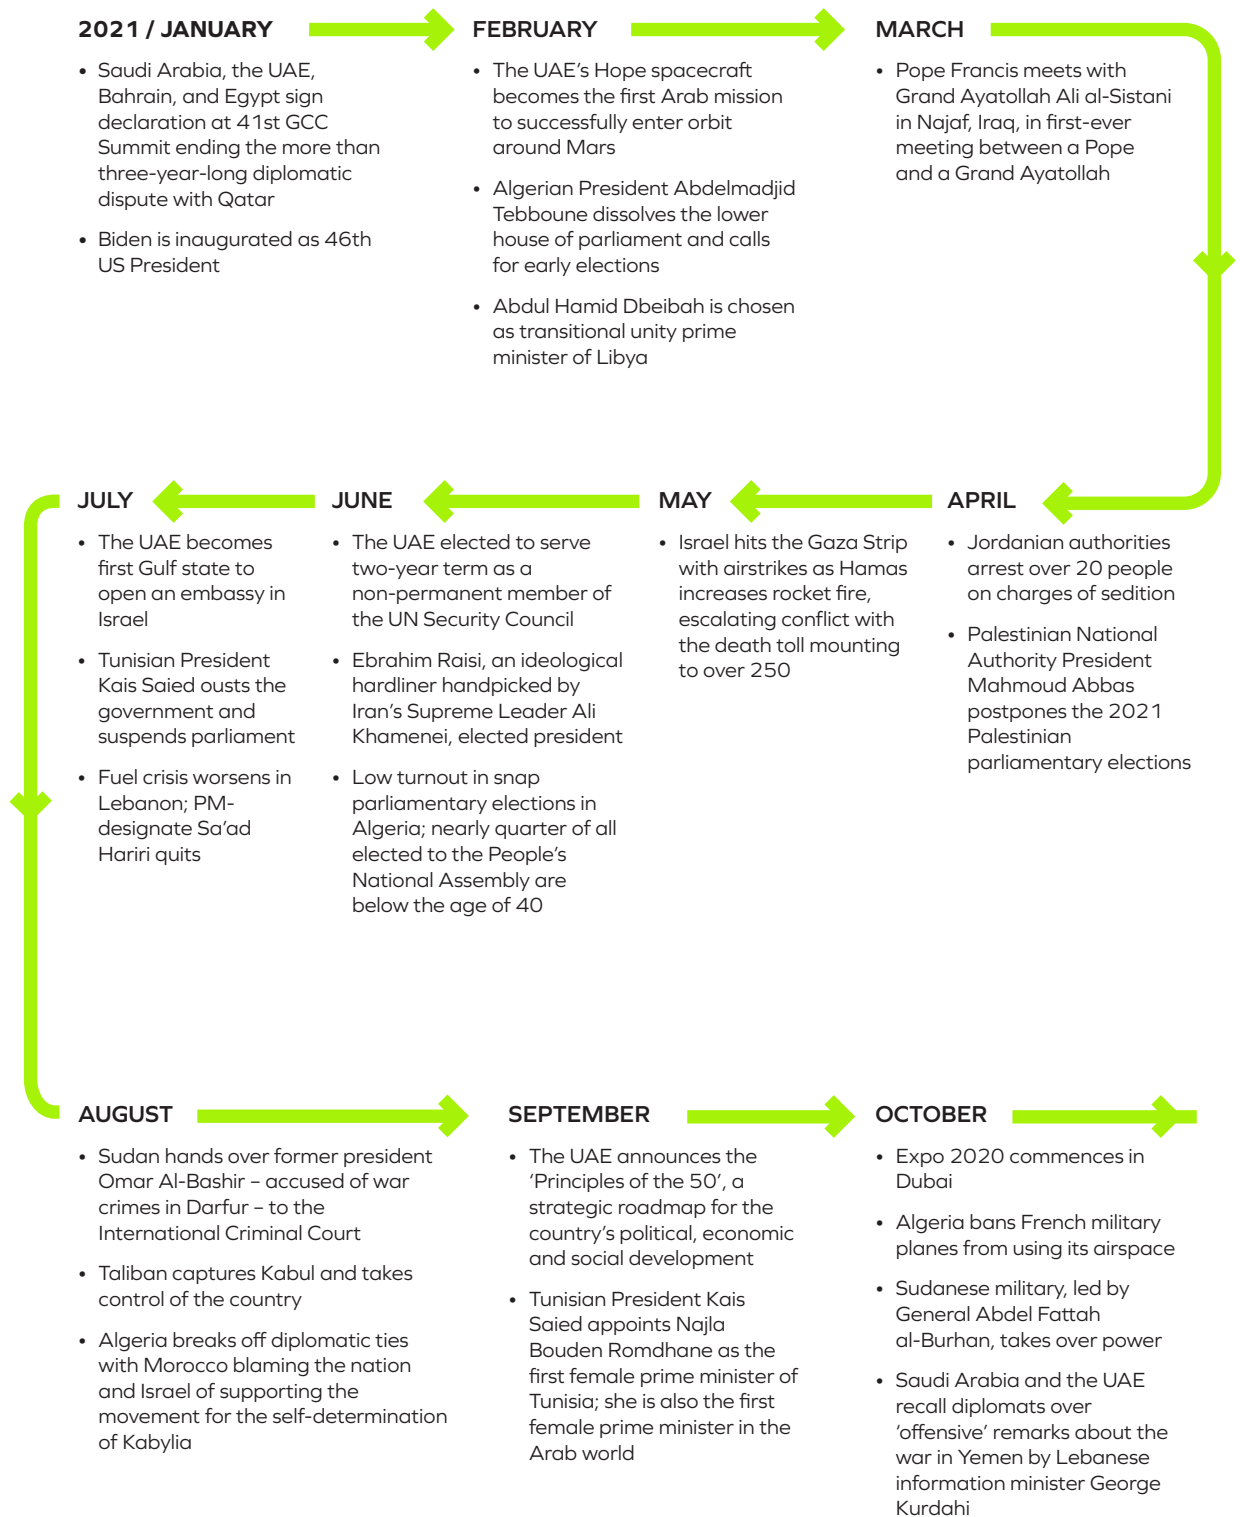 2021 / JANUARY
• Saudi Arabia, the UAE,
Bahrain, and Egypt sign
declaration at 41st GCC
Summit ending the more than
three-year-long diplomatic
dispute with Qatar
• Biden is inaugurated as 46th
US President
FEBRUARY
• The UAE’s Hope spacecraft
becomes the first Arab mission
to successfully enter orbit
around Mars
• Algerian President Abdelmadjid
Tebboune dissolves the lower
house of parliament and calls
for early elections
• Abdul Hamid Dbeibah is chosen
as transitional unity prime
minister of Libya
MARCH
• Pope Francis meets with
Grand Ayatollah Ali al-Sistani
in Najaf, Iraq, in first-ever
meeting between a Pope
and a Grand Ayatollah
APRIL
• Jordanian authorities
arrest over 20 people
on charges of sedition
• Palestinian National
Authority President
Mahmoud Abbas
postpones the 2021
Palestinian
parliamentary elections
MAY
• Israel hits the Gaza Strip
with airstrikes as Hamas
increases rocket fire,
escalating conflict with
the death toll mounting
to over 250
JUNE
• The UAE elected to serve
two-year term as a
non-permanent member of
the UN Security Council
• Ebrahim Raisi, an ideological
hardliner handpicked by
Iran’s Supreme Leader Ali
Khamenei, elected president
• Low turnout in snap
parliamentary elections in
Algeria; nearly quarter of all
elected to the People’s
National Assembly are
below the age of 40
JULY
• The UAE becomes
first Gulf state to
open an embassy in
Israel
• Tunisian President
Kais Saied ousts the
government and
suspends parliament
• Fuel crisis worsens in
Lebanon; PM-
designate Sa’ad
Hariri quits
AUGUST
• Sudan hands over former president
Omar Al-Bashir – accused of war
crimes in Darfur – to the
International Criminal Court
• Taliban captures Kabul and takes
control of the country
• Algeria breaks off diplomatic ties
with Morocco blaming the nation
and Israel of supporting the
movement for the self-determination
of Kabylia
SEPTEMBER
• The UAE announces the
‘Principles of the 50’, a
strategic roadmap for the
country’s political, economic
and social development
• Tunisian President Kais
Saied appoints Najla
Bouden Romdhane as the
first female prime minister of
Tunisia; she is also the first
female prime minister in the
Arab world
OCTOBER
• Expo 2020 commences in
Dubai
• Algeria bans French military
planes from using its airspace
• Sudanese military, led by
General Abdel Fattah
al-Burhan, takes over power
• Saudi Arabia and the UAE
recall diplomats over
‘offensive’ remarks about the
war in Yemen by Lebanese
information minister George
Kurdahi